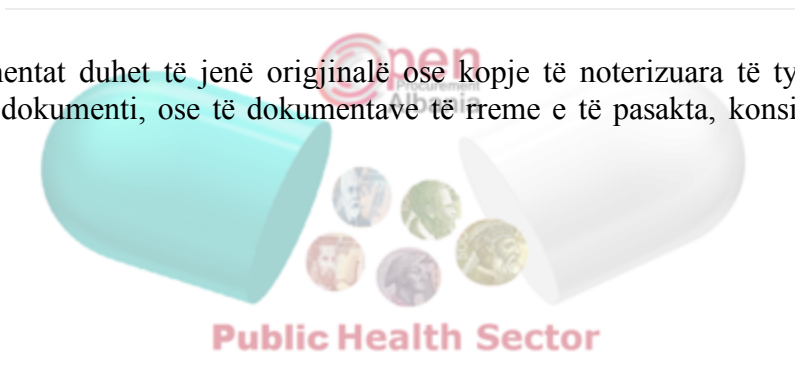 mentat duhet të jenë origjinalë ose kopje të noterizuara të ty
dokumenti, ose të dokumentave të rreme e të pasakta, konsi
Open
Procurement
Albania
Public Health Sector